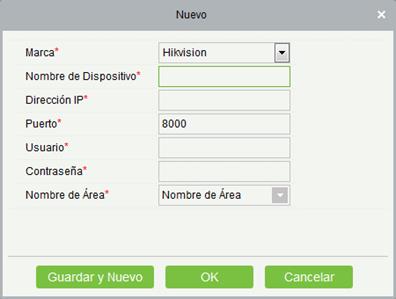 Nuevo
Marca* Hikvision
Nombre de Dispositivo*
Dirección IP*
Puerto* 8000
Usuario*
Contraseña*
Nombre de Área* Nombre de Área
Guardar y Nuevo OK Cancelar